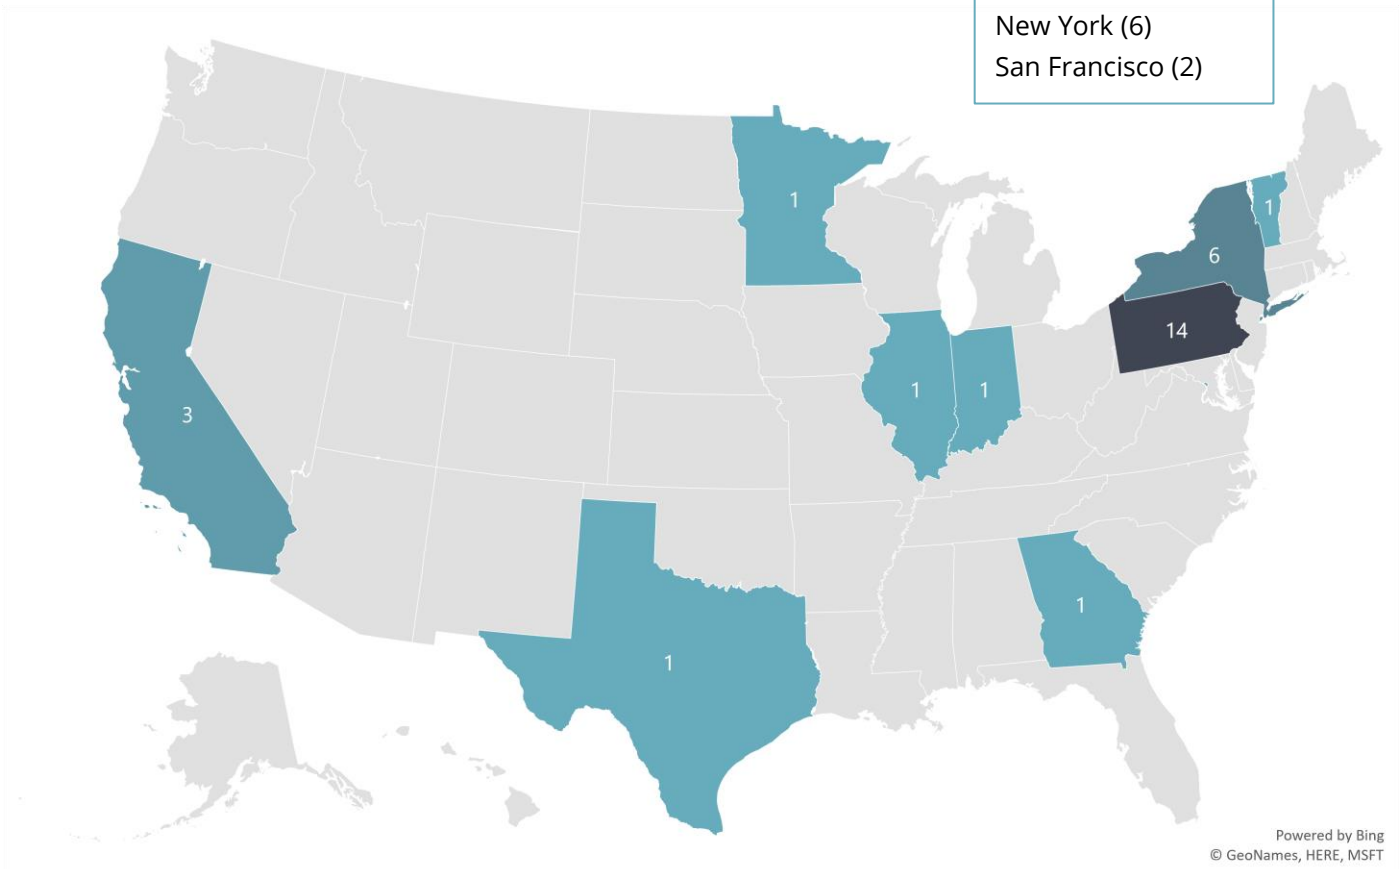 New York (6)
San Francisco (2)
1
1
6
14
1
1
3
1
1
Powered by Bing
© GeoNames, HERE, MSFT